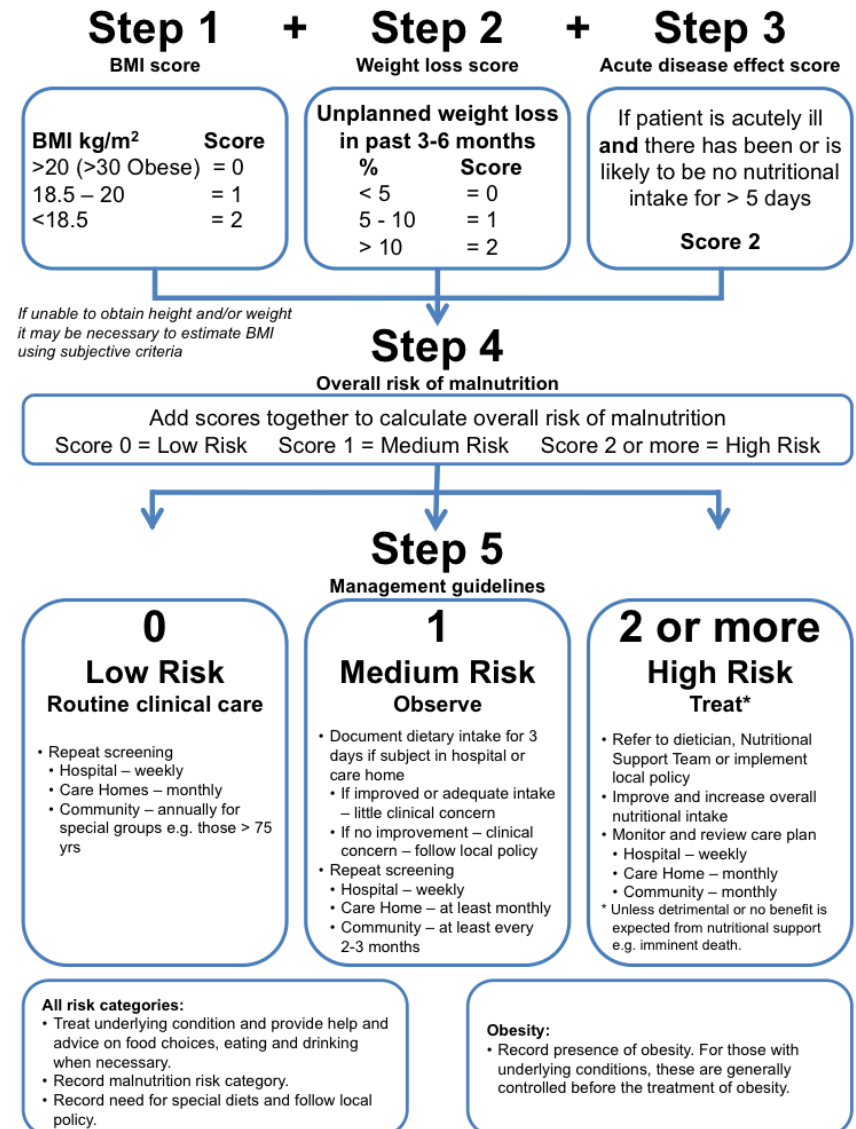 Step 1 + Step 2 + Step 3
BMI score
Weight loss score
Acute disease effect score
BMI kg/m² Score
>20 (>30 Obese) = 0
18.5 – 20 = 1
<18.5 = 2
Unplanned weight loss
in past 3-6 months
% Score
< 5 = 0
5 - 10 = 1
> 10 = 2
If patient is acutely ill
and there has been or is
likely to be no nutritional
intake for > 5 days
Score 2
If unable to obtain height and/or weight
it may be necessary to estimate BMI
using subjective criteria
Step 4
Overall risk of malnutrition
Add scores together to calculate overall risk of malnutrition
Score 0 = Low Risk Score 1 = Medium Risk Score 2 or more = High Risk
Step 5
Management guidelines
0
Low Risk
Routine clinical care
• Repeat screening
• Hospital – weekly
• Care Homes – monthly
• Community – annually for
special groups e.g. those > 75
yrs
1
Medium Risk
Observe
• Document dietary intake for 3
days if subject in hospital or
care home
• If improved or adequate intake
– little clinical concern
• If no improvement – clinical
concern – follow local policy
• Repeat screening
• Hospital – weekly
• Care Home – at least monthly
• Community – at least every
2-3 months
2 or more
High Risk
Treat*
• Refer to dietician, Nutritional
Support Team or implement
local policy
• Improve and increase overall
nutritional intake
• Monitor and review care plan
• Hospital – weekly
• Care Home – monthly
• Community – monthly
* Unless detrimental or no benefit is
expected from nutritional support
e.g. imminent death.
All risk categories:
• Treat underlying condition and provide help and
advice on food choices, eating and drinking
when necessary.
• Record malnutrition risk category.
• Record need for special diets and follow local
policy.
Obesity:
• Record presence of obesity. For those with
underlying conditions, these are generally
controlled before the treatment of obesity.